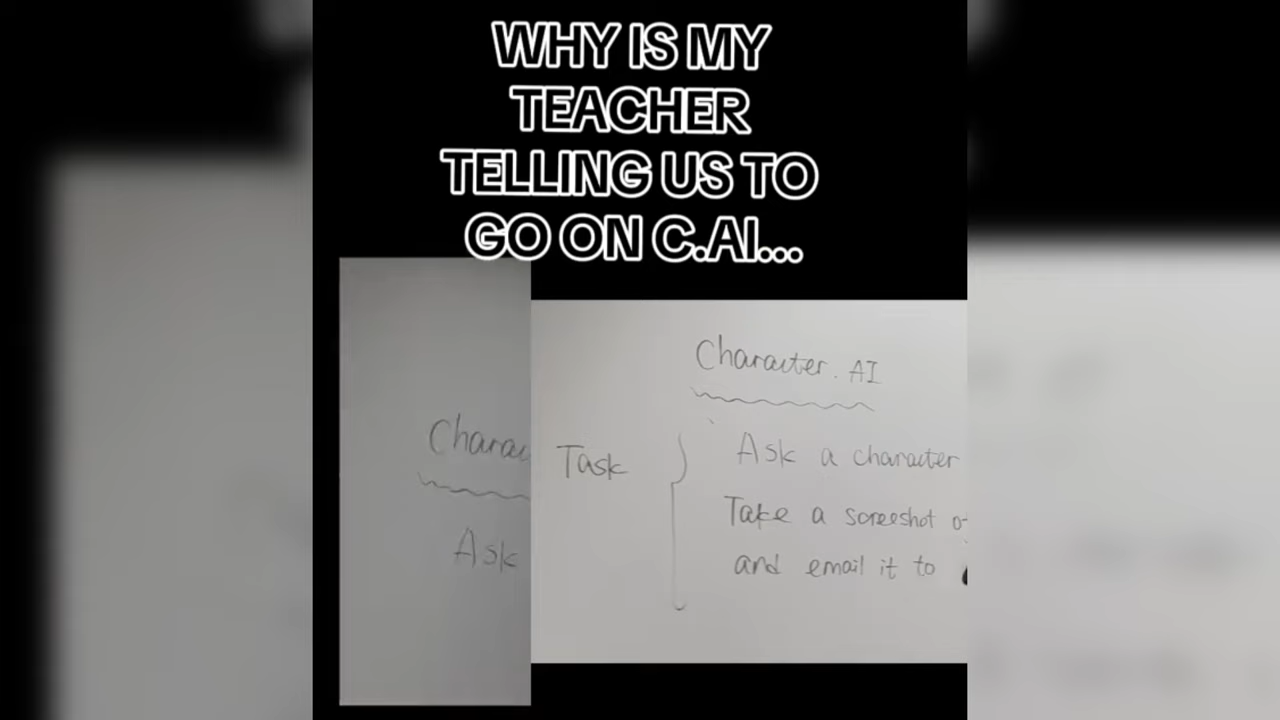 WHY IS MY
TEACHER
TELLING US TO
GO ON C.AI...
Character. AI
Charac
Task
Ask a character
Take a screeshot
and email it to
Ask